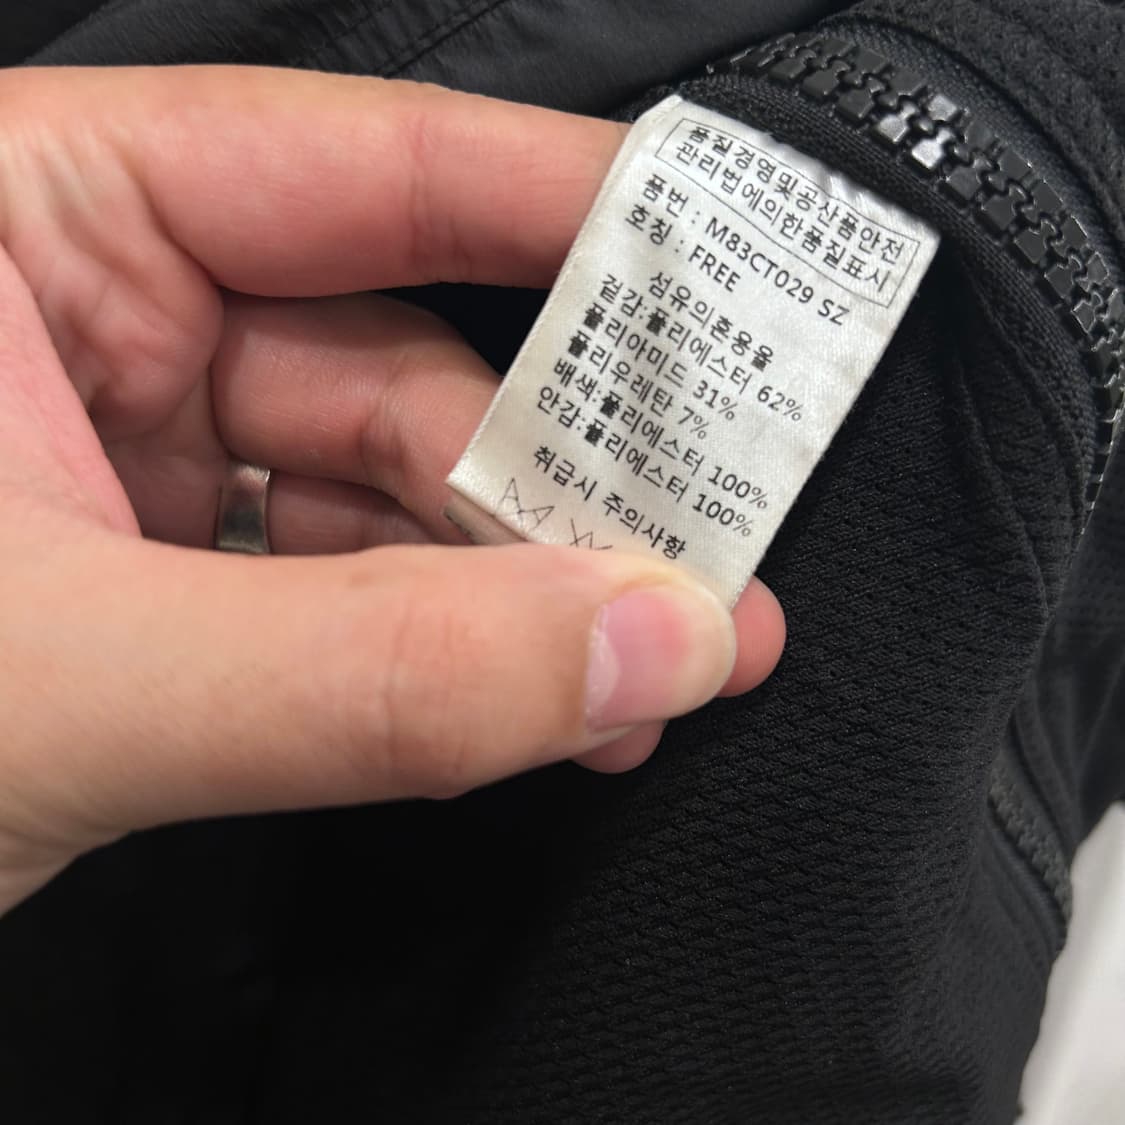 품질경영및공산품안전
관리법에의한품질표시
품번 : M83CT029 SZ
호칭 : FREE
섬유의혼용율
겉감:폴리에스터 62%
폴리아미드 31%
폴리우레탄 7%
배색:폴리에스터 100%
안감:폴리에스터 100%
취급시 주의사항